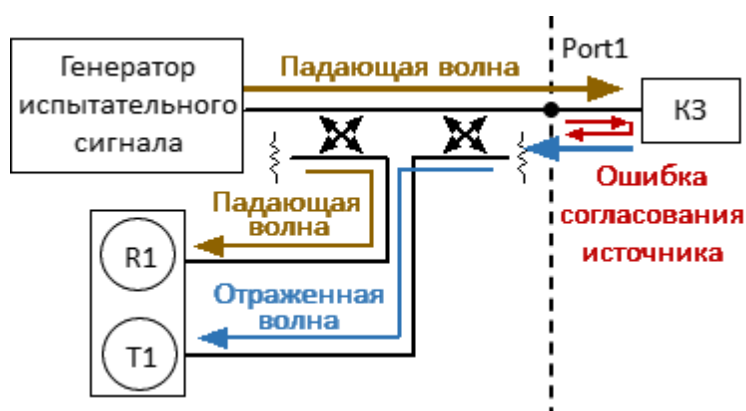 Генератор
испытательного
сигнала
Падающая волна
Port1
КЗ
Ошибка
согласования
источника
Падающая
волна
R1
Отраженная
волна
T1